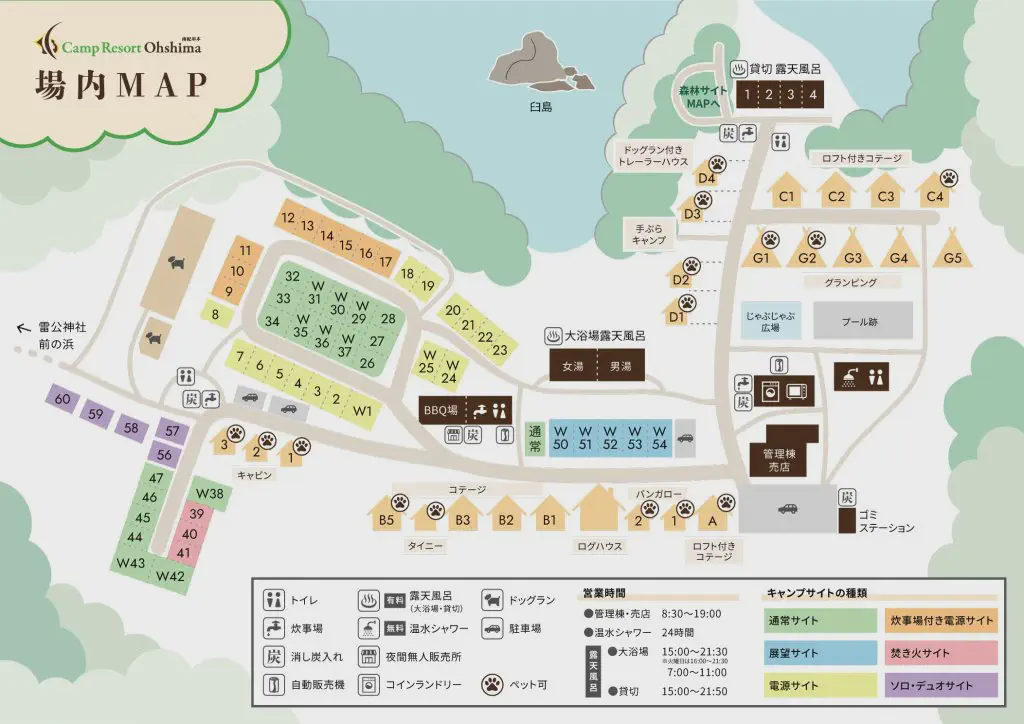 南紀串本
Camp Resort Ohshima
場内MAP
臼島
森林サイト
MAPへ
貸切 露天風呂
1 2 3 4
炭
ドッグラン付き
トレーラーハウス
D4
D3
手ぶら
キャンプ
D2
D1
ロフト付きコテージ
C1 C2 C3 C4
G1 G2 G3 G4 G5
グランピング
じゃぶじゃぶ
広場
プール跡
12 13 14 15 16 17
18 19
11
10
9
8
32 W31 W30 W29 28
33
34 W35 W36 W37 27
26
20 21 22 23
7 6 5 4 3 2 W1
W25 W24
雷公神社
前の浜
大浴場露天風呂
女湯 男湯
炭
BBQ場
炭
通常
W50 W51 W52 W53 W54
炭
管理棟
売店
炭
ゴミ
ステーション
60 59 58 57
56
3 2 1
キャビン
47
46
45
44
W43
W42
W38
39
40
41
コテージ
バンガロー
B5 B3 B2 B1 2 1 A
タイニー
ログハウス
ロフト付き
コテージ
トイレ
炊事場
炭 消し炭入れ
自動販売機
有料 露天風呂
(大浴場・貸切)
無料 温水シャワー
夜間無人販売所
コインランドリー
ドッグラン
駐車場
ペット可
営業時間
●管理棟・売店 8:30〜19:00
●温水シャワー 24時間
露天風呂
●大浴場 15:00〜21:30
※火曜日は16:00〜21:30
7:00〜11:00
●貸切 15:00〜21:50
キャンプサイトの種類
通常サイト
炊事場付き電源サイト
展望サイト
焚き火サイト
電源サイト
ソロ・デュオサイト